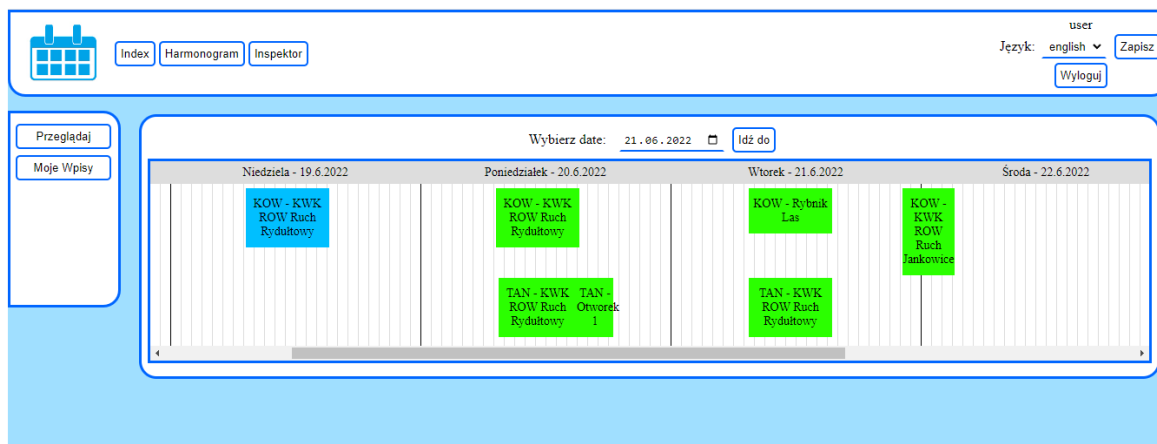 user
Index Harmonogram Inspektor
Język: english Zapisz
Wyloguj
Przeglądaj
Moje Wpisy
Wybierz date: 21.06.2022 Idź do
Niedziela - 19.6.2022 Poniedziałek - 20.6.2022 Wtorek - 21.6.2022 Środa - 22.6.2022
KOW - KWK
ROW Ruch
Rydułtowy
KOW - KWK
ROW Ruch
Rydułtowy
KOW - Rybnik
Las
KOW -
KWK
ROW
Ruch
Jankowice
TAN - KWK
ROW Ruch
Rydułtowy
TAN -
Otworek
1
TAN - KWK
ROW Ruch
Rydułtowy